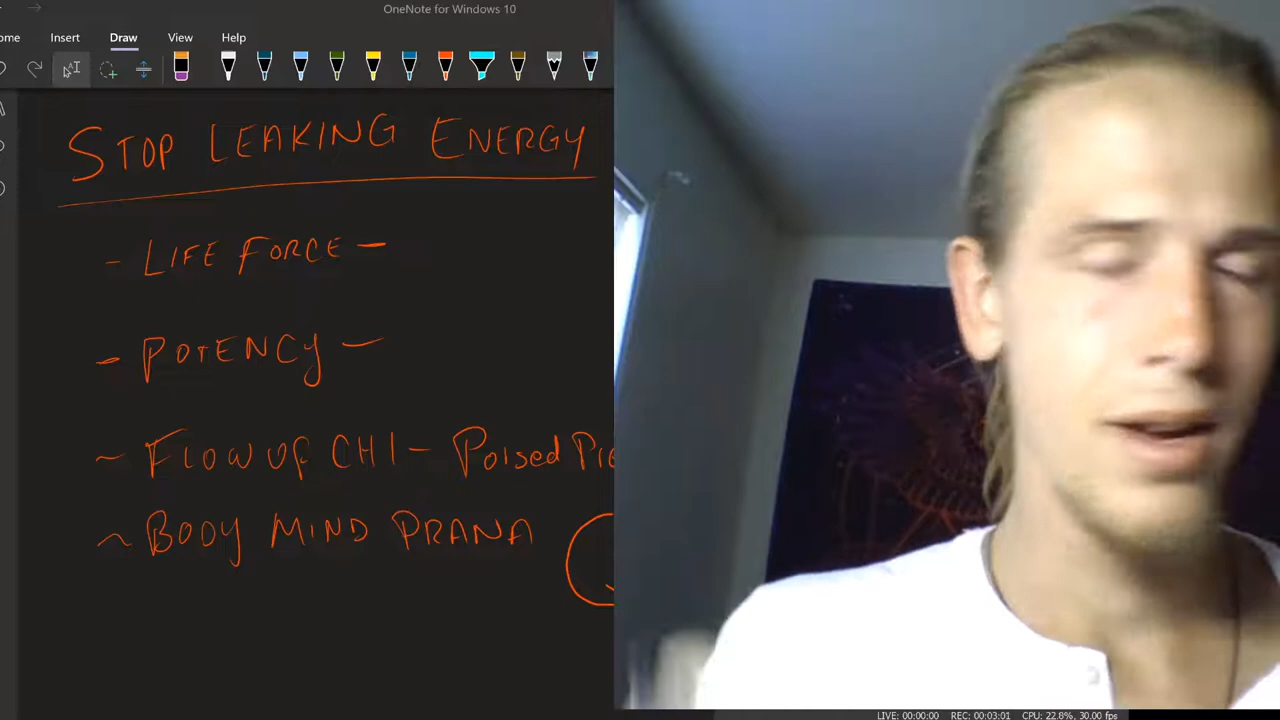 OneNote for Windows 10
Insert Draw View Help
STOP LEAKING ENERGY
- LIFE FORCE -
- POTENCY -
~ FLOW OF CHI - Poised
~ BODY MIND PRANA
LIVE: 00:00:00 REC: 00:03:01 CPU: 22.8%, 30.00 fps